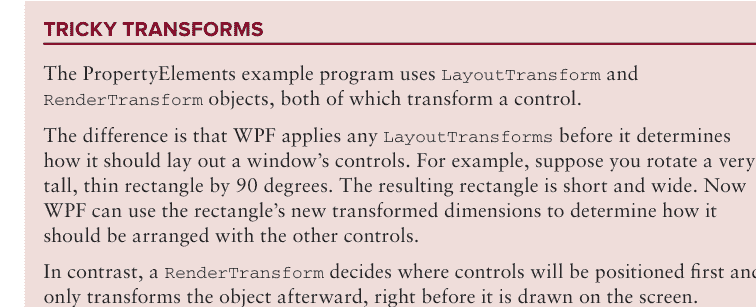 TRICKY TRANSFORMS
The PropertyElements example program uses LayoutTransform and
RenderTransform objects, both of which transform a control.
The difference is that WPF applies any LayoutTransforms before it determines
how it should lay out a window's controls. For example, suppose you rotate a very
tall, thin rectangle by 90 degrees. The resulting rectangle is short and wide. Now
WPF can use the rectangle's new transformed dimensions to determine how it
should be arranged with the other controls.
In contrast, a RenderTransform decides where controls will be positioned first and
only transforms the object afterward, right before it is drawn on the screen.